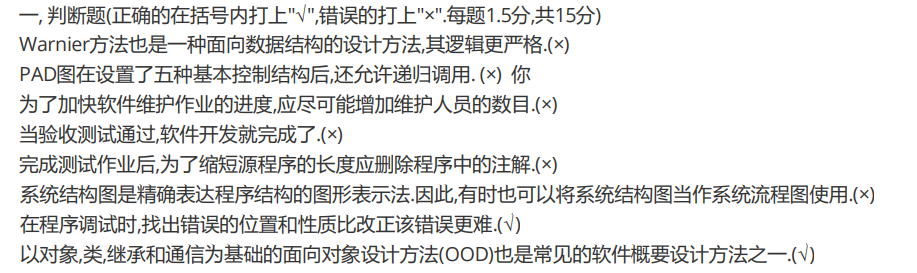 一, 判断题(正确的在括号内打上"√",错误的打上"×".每题1.5分,共15分)
Warnier方法也是一种面向数据结构的设计方法,其逻辑更严格.(×)
PAD图在设置了五种基本控制结构后,还允许递归调用. (×) 你
为了加快软件维护作业的进度,应尽可能增加维护人员的数目.(×)
当验收测试通过,软件开发就完成了.(×)
完成测试作业后,为了缩短源程序的长度应删除程序中的注解.(×)
系统结构图是精确表达程序结构的图形表示法.因此,有时也可以将系统结构图当作系统流程图使用.(×)
在程序调试时,找出错误的位置和性质比改正该错误更难.(√)
以对象,类,继承和通信为基础的面向对象设计方法(OOD)也是常见的软件概要设计方法之一.(√)